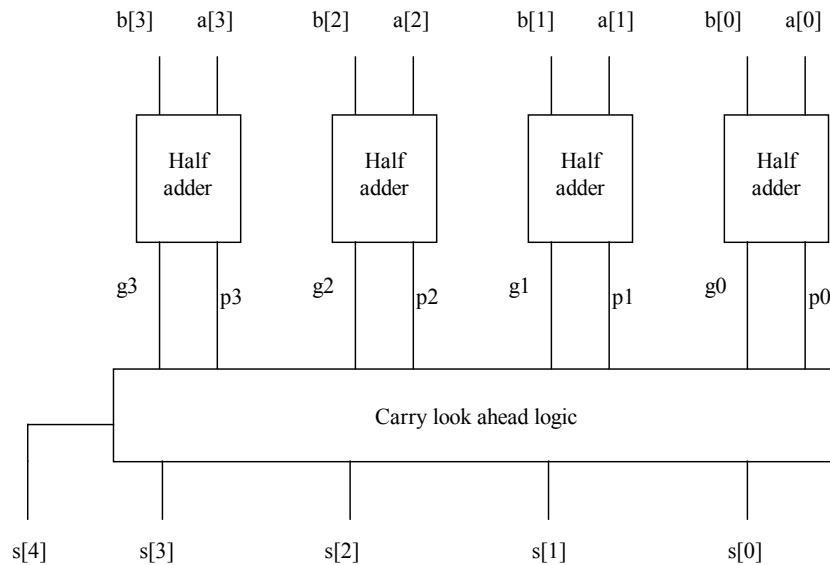 b[3] a[3] b[2] a[2] b[1] a[1] b[0] a[0]
Half adder
Half adder
Half adder
Half adder
g3 p3 g2 p2 g1 p1 g0 p0
Carry look ahead logic
s[4] s[3] s[2] s[1] s[0]